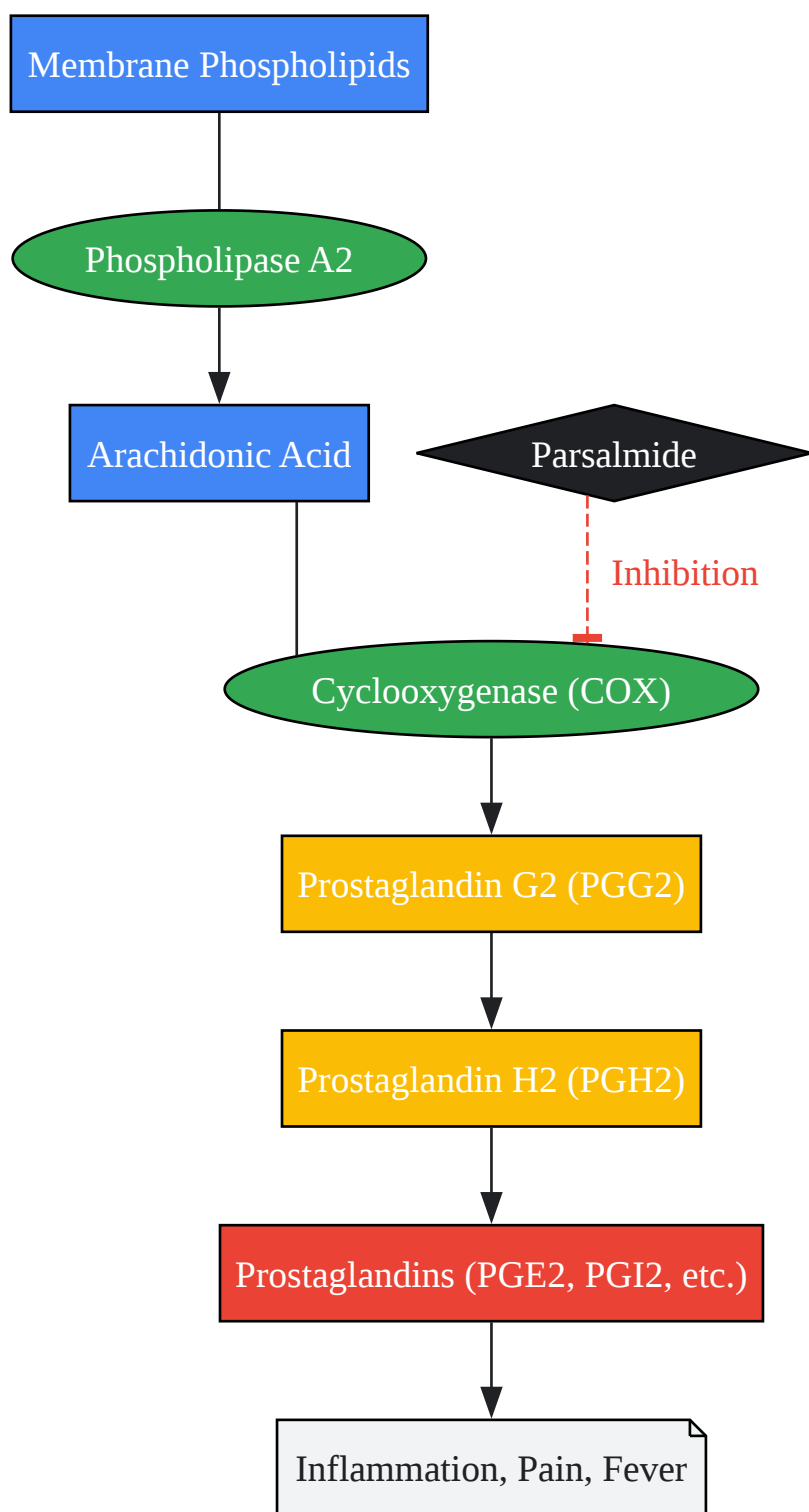 Membrane Phospholipids
Phospholipase A2
Arachidonic Acid
Parsalmide
Inhibition
Cyclooxygenase (COX)
Prostaglandin G2 (PGG2)
Prostaglandin H2 (PGH2)
Prostaglandins (PGE2, PGI2, etc.)
Inflammation, Pain, Fever